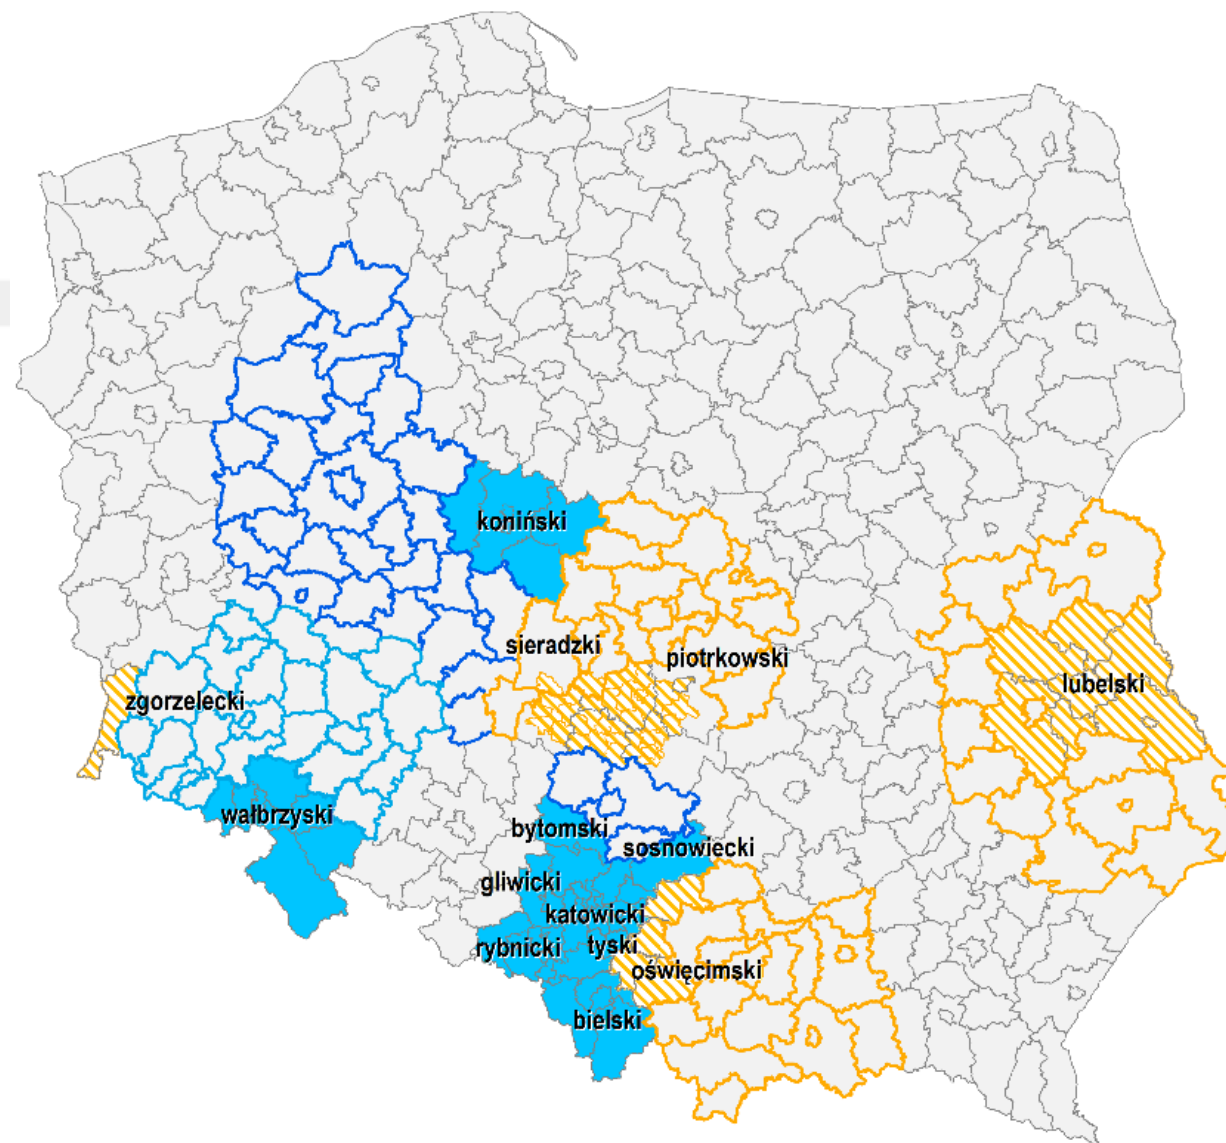 koniński
sieradzki
piotrkowski
lubelski
zgorzelecki
wałbrzyski
bytomski
sosnowiecki
gliwicki
katowicki
rybnicki
tyski
oświęcimski
bielski